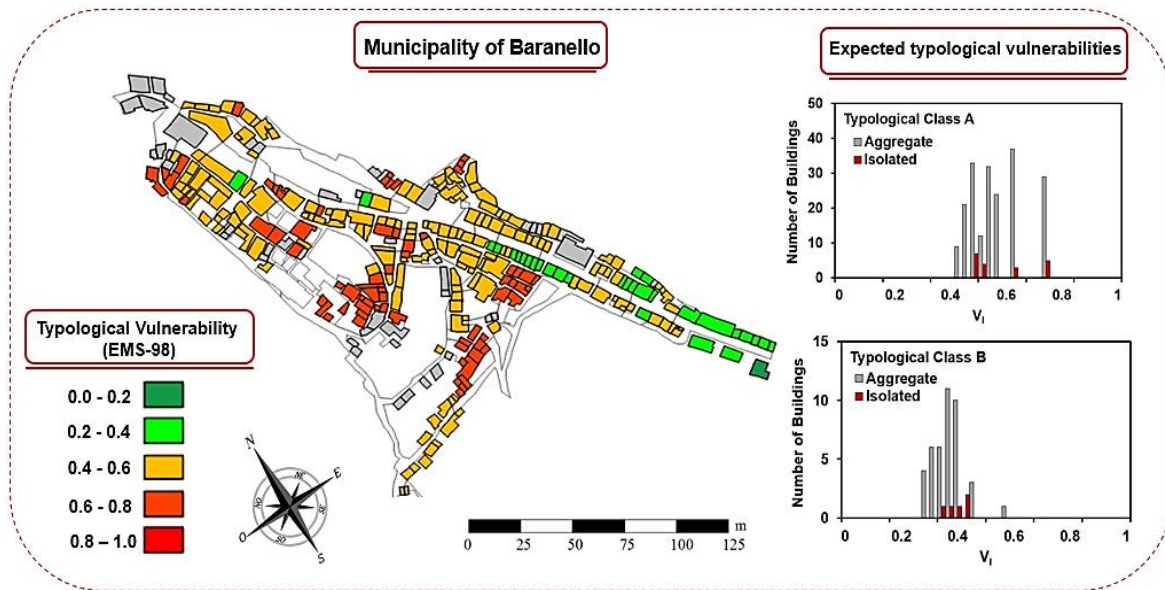 Municipality of Baranello
Expected typological vulnerabilities
Typological Vulnerability
(EMS-98)
0.0 - 0.2
0.2 - 0.4
0.4 - 0.6
0.6 - 0.8
0.8 – 1.0
N
NE
E
SE
S
SO
O
NO
m
0 25 50 75 100 125
Typological Class A
Aggregate
Isolated
Number of Buildings
50
40
30
20
10
0
0 0.2 0.4 0.6 0.8 1
VI
Typological Class B
Aggregate
Isolated
Number of Buildings
15
10
5
0
0 0.2 0.4 0.6 0.8 1
VI